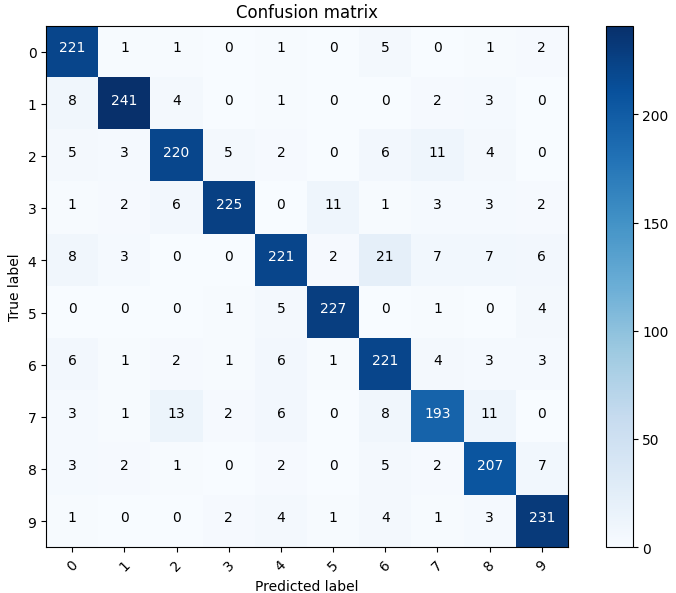 Confusion matrix
0 221 1 1 0 1 0 5 0 1 2
1 8 241 4 0 1 0 0 2 3 0
2 5 3 220 5 2 0 6 11 4 0
3 1 2 6 225 0 11 1 3 3 2
4 8 3 0 0 221 2 21 7 7 6
5 0 0 0 1 5 227 0 1 0 4
6 6 1 2 1 6 1 221 4 3 3
7 3 1 13 2 6 0 8 193 11 0
8 3 2 1 0 2 0 5 2 207 7
9 1 0 0 2 4 1 4 1 3 231
0 1 2 3 4 5 6 7 8 9
True label
Predicted label
200
150
100
50
0